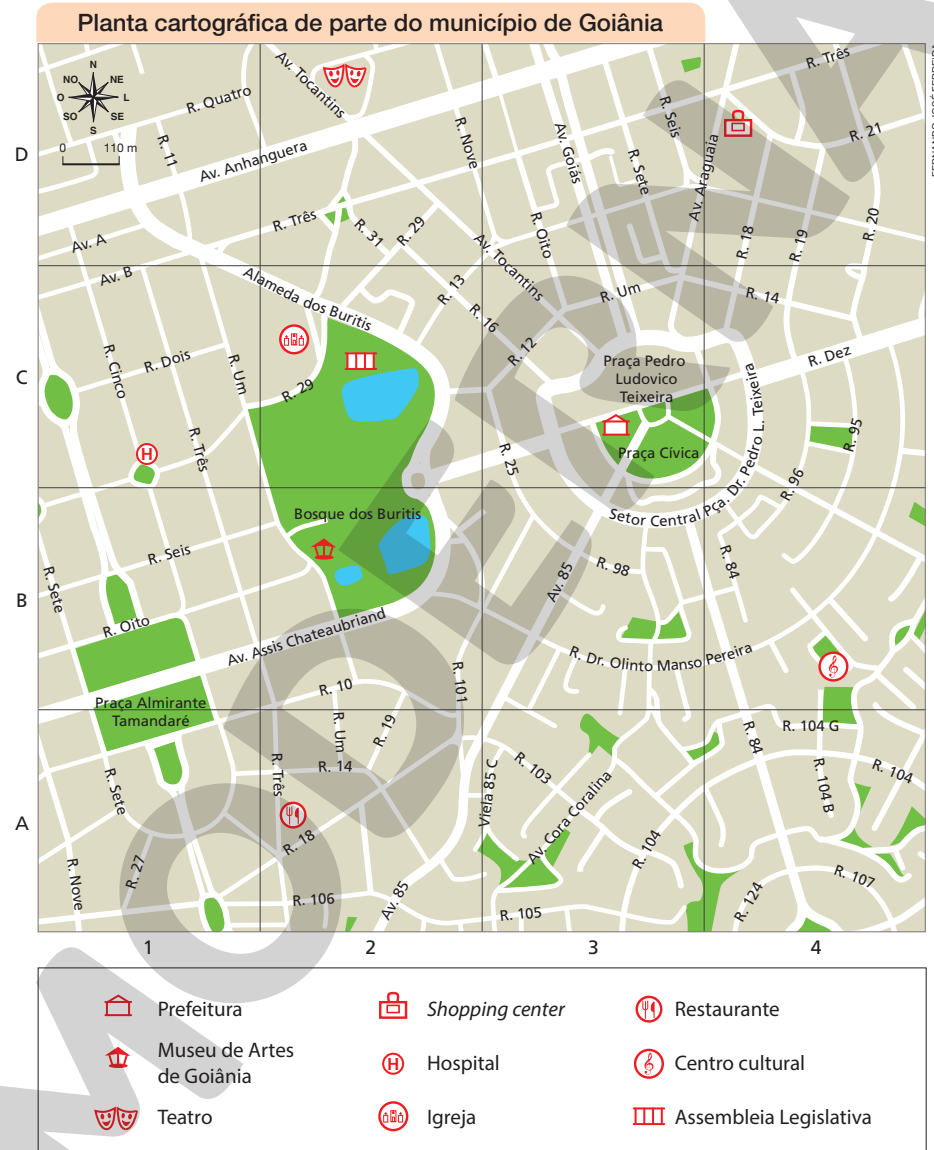 Planta cartográfica de parte do município de Goiânia
FERNANDO JOSÉ FERREIRA
N
NO
NE
O
L
SO
SE
S
0 110 m
D
C
B
A
R. Quatro
Av. Tocantins
R. Três
R. 11
Av. Anhanguera
R. Nove
Av. Goiás
R. Seis
R. Sete
Av. Araguaia
R. 21
Av. A
R. Três
R. 31
R. 29
R. Oito
R. 18
R. 19
R. 20
Av. B
Av. Tocantins
Alameda dos Buritis
R. 13
R. 16
R. Um
R. 14
R. 12
R. Cinco
R. Dois
R. Um
R. 29
Praça Pedro
Ludovico
Teixeira
R. Dez
R. Três
H
R. 25
Praça Cívica
R. 95
R. 96
Setor Central Pça. Dr. Pedro L. Teixeira
Bosque dos Buritis
R. Seis
R. Sete
R. Oito
Av. 85
R. 98
R. 84
Av. Assis Chateaubriand
R. Dr. Olinto Manso Pereira
R. 101
R. 10
Praça Almirante
Tamandaré
R. Um
R. 19
R. 84
R. 104 G
R. Três
R. 14
R. Sete
Viela 85 C
R. 103
Av. Cora Coralina
R. 104
R. 104 B
R. 104
R. 18
R. 27
R. Nove
R. 106
Av. 85
R. 105
R. 124
R. 107
1 2 3 4
Prefeitura
Shopping center
Restaurante
Museu de Artes
de Goiânia
H Hospital
Centro cultural
Teatro
Igreja
Assembleia Legislativa